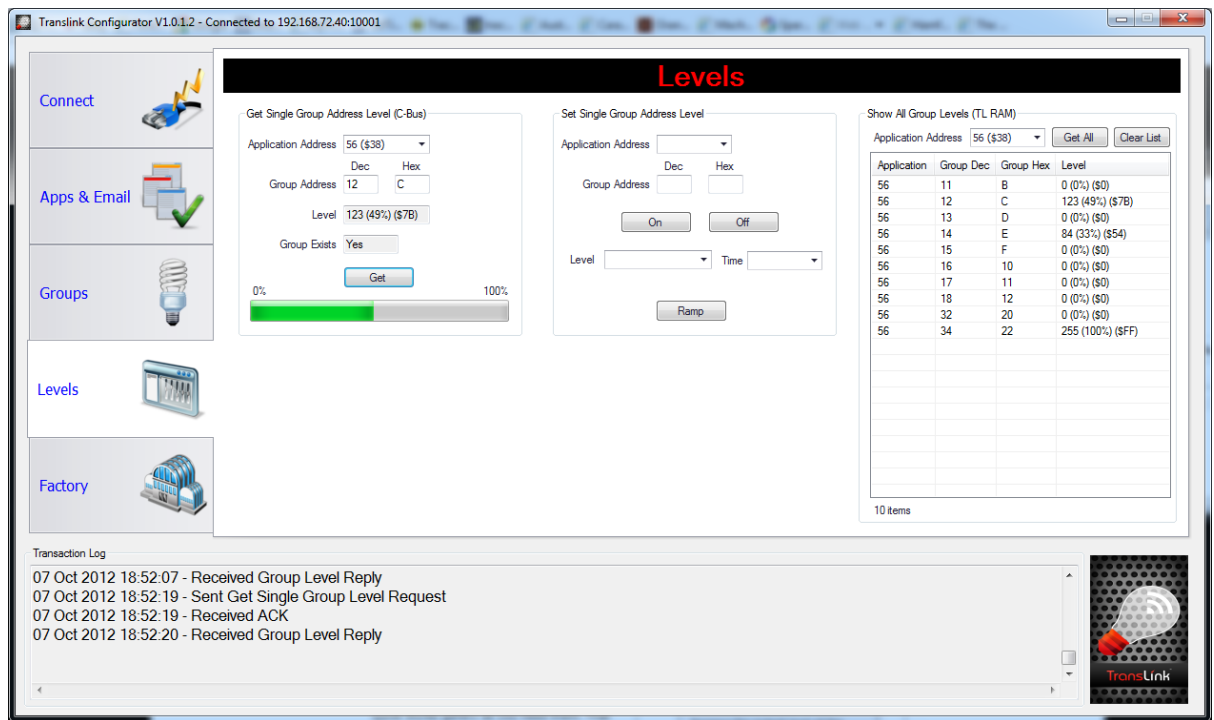 Translink Configurator V1.0.1.2 - Connected to 192.168.72.40:10001
Connect
Apps & Email
Groups
Levels
Factory
Levels
Get Single Group Address Level (C-Bus)
Application Address 56 ($38)
Dec Hex
Group Address 12 C
Level 123 (49%) ($7B)
Group Exists Yes
Get
0% 100%
Set Single Group Address Level
Application Address
Dec Hex
Group Address
On Off
Level Time
Ramp
Show All Group Levels (TL RAM)
Application Address 56 ($38) Get All Clear List
Application Group Dec Group Hex Level
56 11 B 0 (0%) ($0)
56 12 C 123 (49%) ($7B)
56 13 D 0 (0%) ($0)
56 14 E 84 (33%) ($54)
56 15 F 0 (0%) ($0)
56 16 10 0 (0%) ($0)
56 17 11 0 (0%) ($0)
56 18 12 0 (0%) ($0)
56 32 20 0 (0%) ($0)
56 34 22 255 (100%) ($FF)
10 items
Transaction Log
07 Oct 2012 18:52:07 - Received Group Level Reply
07 Oct 2012 18:52:19 - Sent Get Single Group Level Request
07 Oct 2012 18:52:19 - Received ACK
07 Oct 2012 18:52:20 - Received Group Level Reply
TransLink